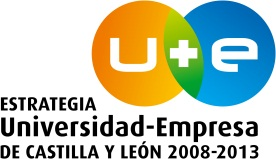 u+e
ESTRATEGIA
Universidad-Empresa
DE CASTILLA Y LEÓN 2008-2013